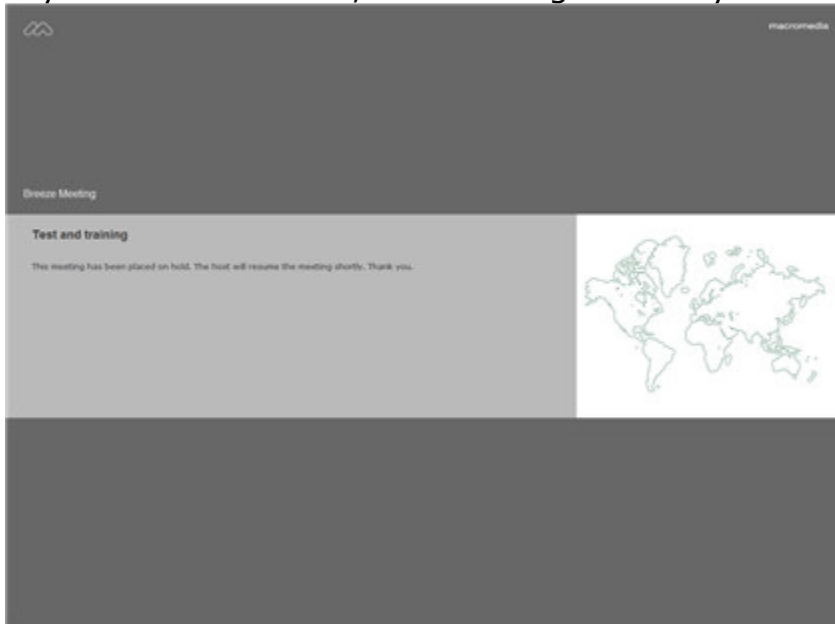 macromedia
Breeze Meeting
Test and training
This meeting has been placed on hold. The host will resume the meeting shortly. Thank you.